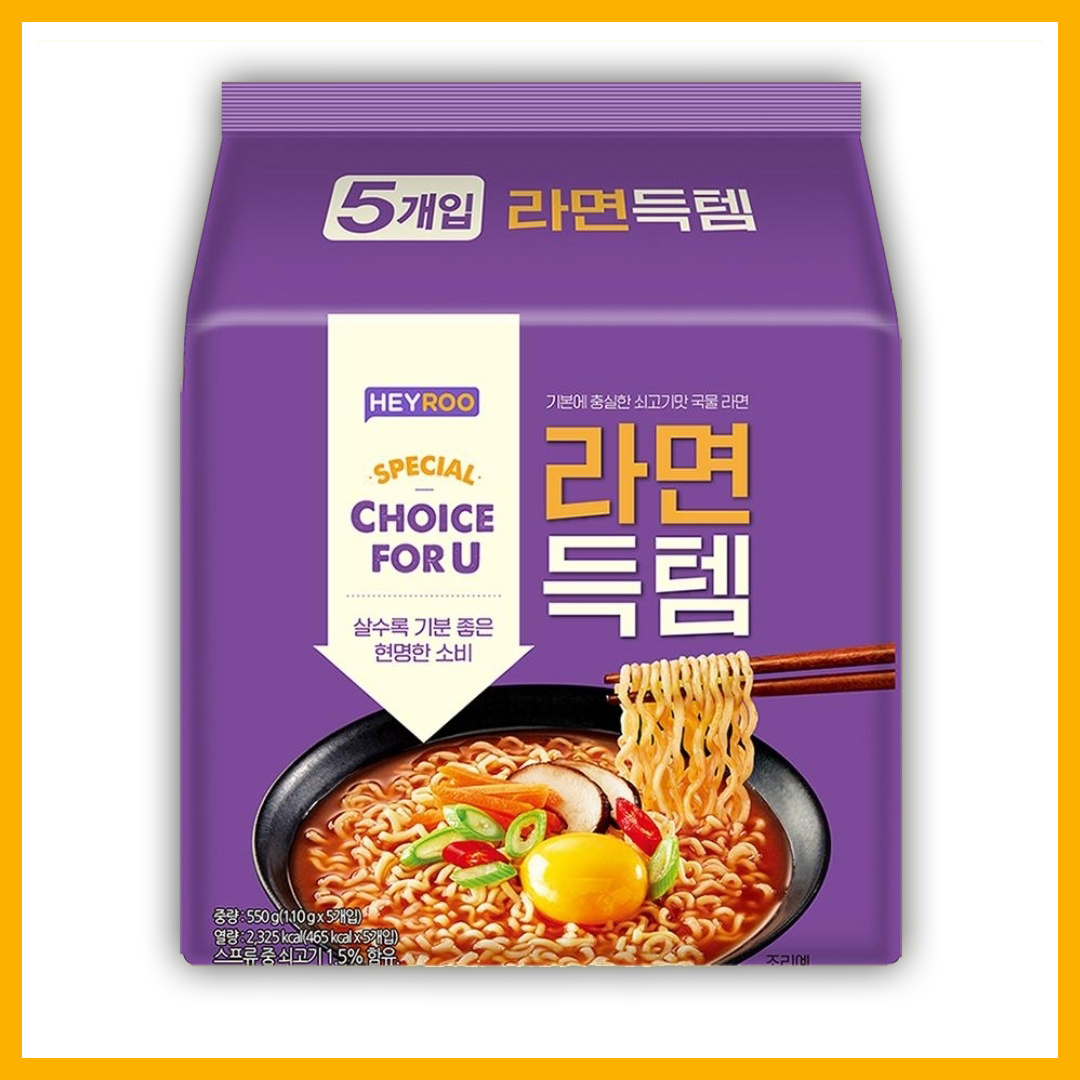 5개입 라면득템
HEYROO
SPECIAL
CHOICE
FOR U
살수록 기분 좋은
현명한 소비
기본에 충실한 쇠고기맛 국물 라면
라면
득템
중량 : 550 g(110 g x 5개입)
열량 : 2,325 kcal(465 kcal x 5개입)
스프류 중 쇠고기 1.5% 함유
조리예